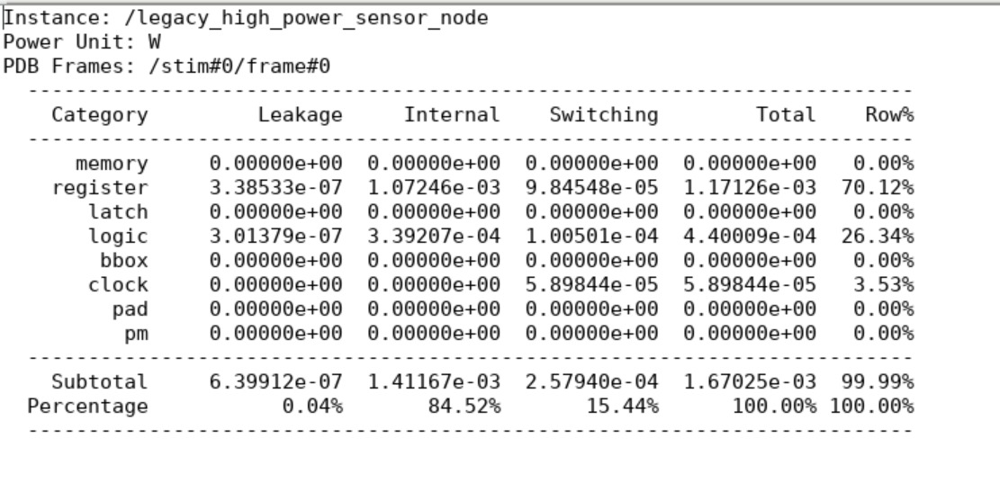 Instance: /legacy_high_power_sensor_node
Power Unit: W
PDB Frames: /stim#0/frame#0
-------------------------------------------------------------------------
Category Leakage Internal Switching Total Row%
-------------------------------------------------------------------------
memory 0.00000e+00 0.00000e+00 0.00000e+00 0.00000e+00 0.00%
register 3.38533e-07 1.07246e-03 9.84548e-05 1.17126e-03 70.12%
latch 0.00000e+00 0.00000e+00 0.00000e+00 0.00000e+00 0.00%
logic 3.01379e-07 3.39207e-04 1.00501e-04 4.40009e-04 26.34%
bbox 0.00000e+00 0.00000e+00 0.00000e+00 0.00000e+00 0.00%
clock 0.00000e+00 0.00000e+00 5.89844e-05 5.89844e-05 3.53%
pad 0.00000e+00 0.00000e+00 0.00000e+00 0.00000e+00 0.00%
pm 0.00000e+00 0.00000e+00 0.00000e+00 0.00000e+00 0.00%
-------------------------------------------------------------------------
Subtotal 6.39912e-07 1.41167e-03 2.57940e-04 1.67025e-03 99.99%
Percentage 0.04% 84.52% 15.44% 100.00% 100.00%
-------------------------------------------------------------------------